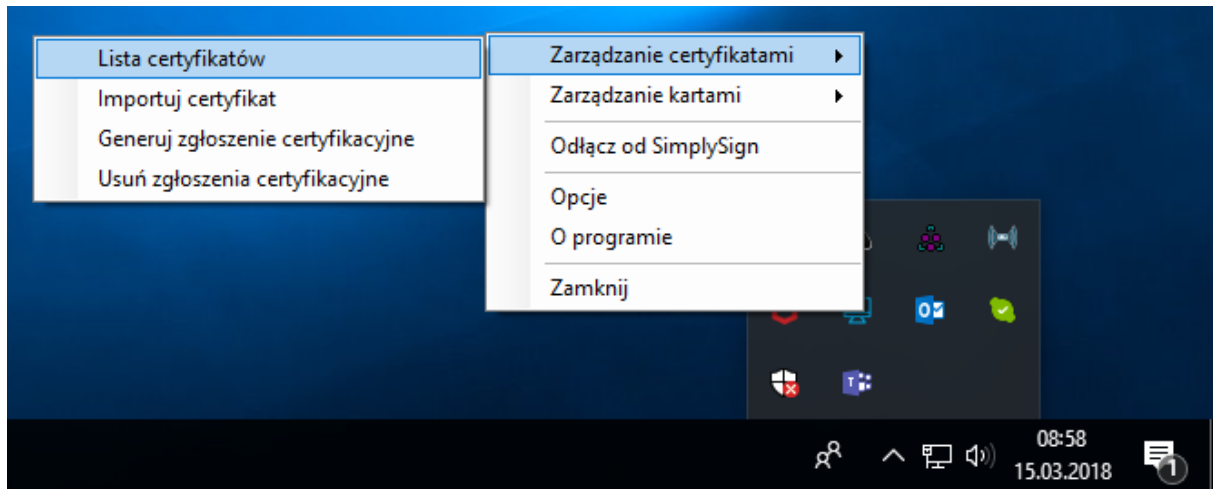 Lista certyfikatów
Importuj certyfikat
Generuj zgłoszenie certyfikacyjne
Usuń zgłoszenia certyfikacyjne
Zarządzanie certyfikatami
Zarządzanie kartami
Odłącz od SimplySign
Opcje
O programie
Zamknij
08:58
15.03.2018
1